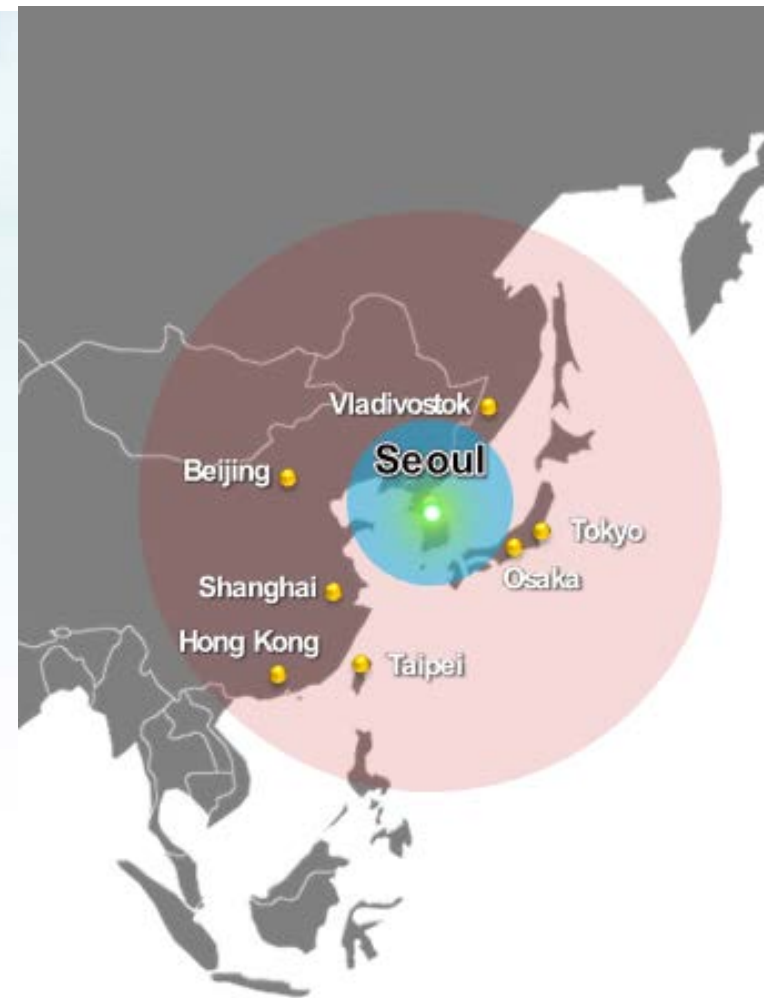 Vladivostok
Seoul
Beijing
Tokyo
Osaka
Shanghai
Hong Kong
Taipei